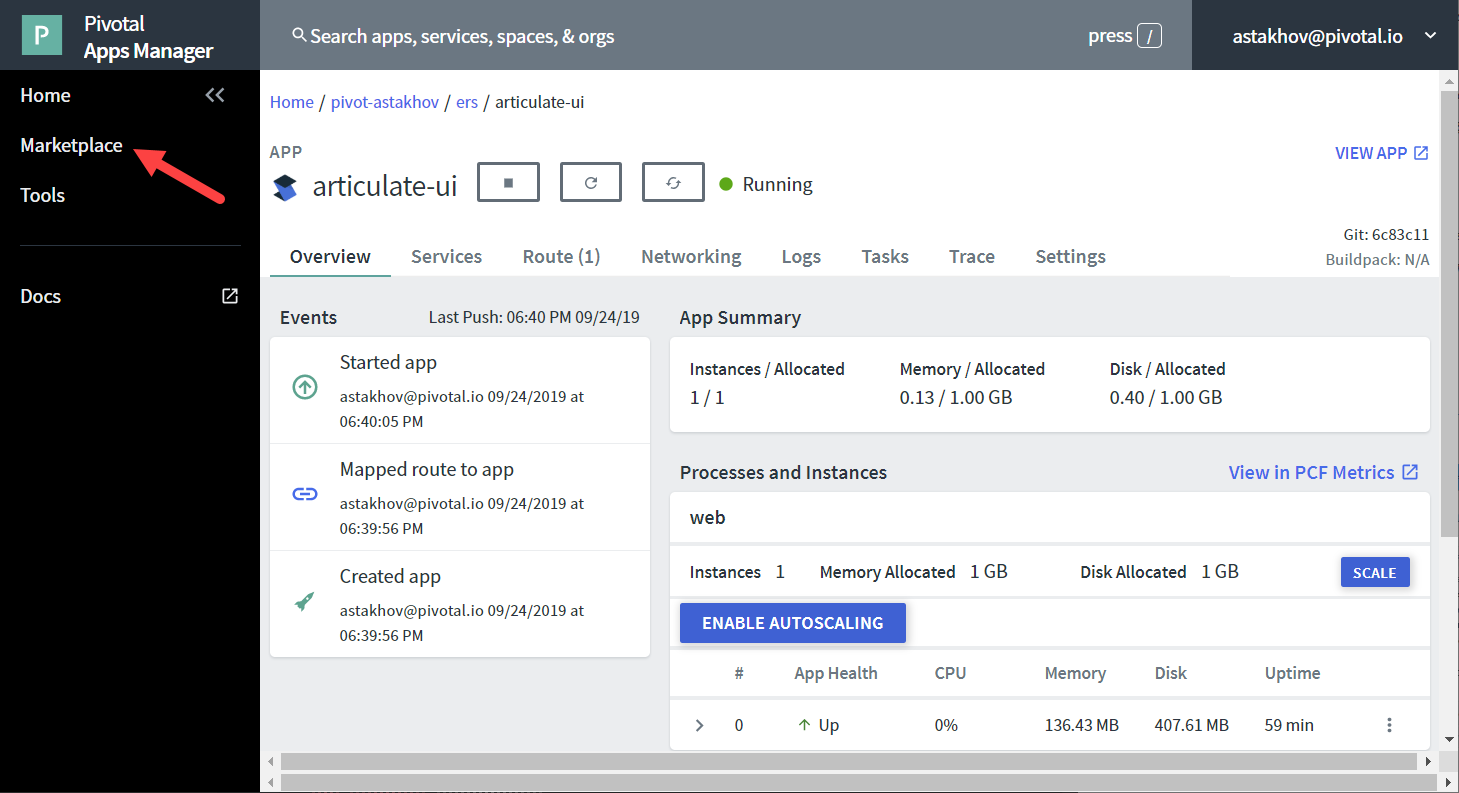 P
Pivotal
Apps Manager
Search apps, services, spaces, & orgs
press /
astakhov@pivotal.io
Home
Marketplace
Tools
Docs
Home / pivot-astakhov / ers / articulate-ui
APP
VIEW APP
articulate-ui
Running
Git: 6c83c11
Buildpack: N/A
Overview Services Route (1) Networking Logs Tasks Trace Settings
Events
Last Push: 06:40 PM 09/24/19
Started app
astakhov@pivotal.io 09/24/2019 at
06:40:05 PM
Mapped route to app
astakhov@pivotal.io 09/24/2019 at
06:39:56 PM
Created app
astakhov@pivotal.io 09/24/2019 at
06:39:56 PM
App Summary
Instances / Allocated Memory / Allocated Disk / Allocated
1 / 1 0.13 / 1.00 GB 0.40 / 1.00 GB
Processes and Instances
View in PCF Metrics
web
Instances 1 Memory Allocated 1 GB Disk Allocated 1 GB
SCALE
ENABLE AUTOSCALING
# App Health CPU Memory Disk Uptime
0 Up 0% 136.43 MB 407.61 MB 59 min